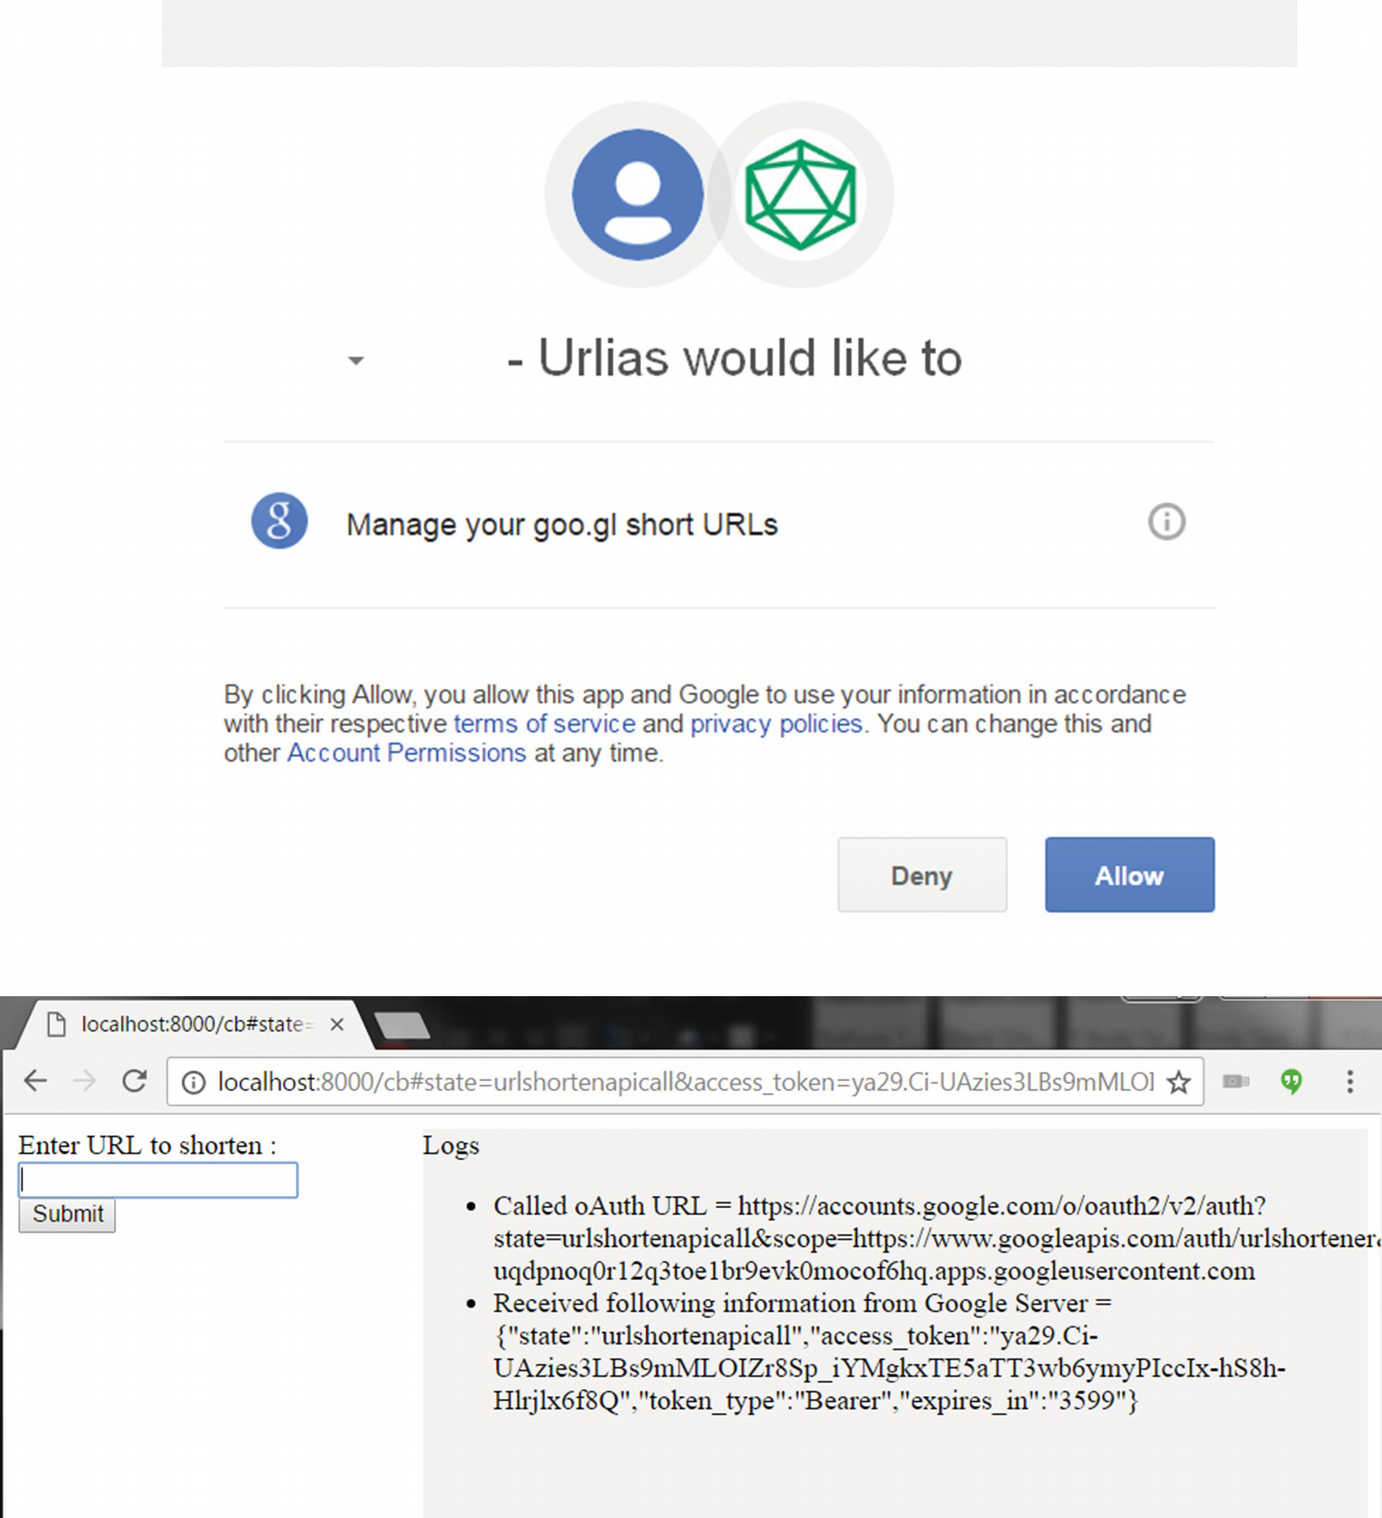 - Urlias would like to
g
Manage your goo.gl short URLs
By clicking Allow, you allow this app and Google to use your information in accordance
with their respective terms of service and privacy policies. You can change this and
other Account Permissions at any time.
Deny
Allow
localhost:8000/cb#state=
localhost:8000/cb#state=urlshortenapicall&access_token=ya29.Ci-UAzies3LBs9mMLOI
Enter URL to shorten :
Submit
Logs
• Called oAuth URL = https://accounts.google.com/o/oauth2/v2/auth?
state=urlshortenapicall&scope=https://www.googleapis.com/auth/urlshortener&
uqdpnoq0r12q3toe1br9evk0mocof6hq.apps.googleusercontent.com
• Received following information from Google Server =
{"state":"urlshortenapicall","access_token":"ya29.Ci-
UAzies3LBs9mMLOIZr8Sp_iYMgkxTE5aTT3wb6ymyPIccIx-hS8h-
Hlrjlx6f8Q","token_type":"Bearer","expires_in":"3599"}